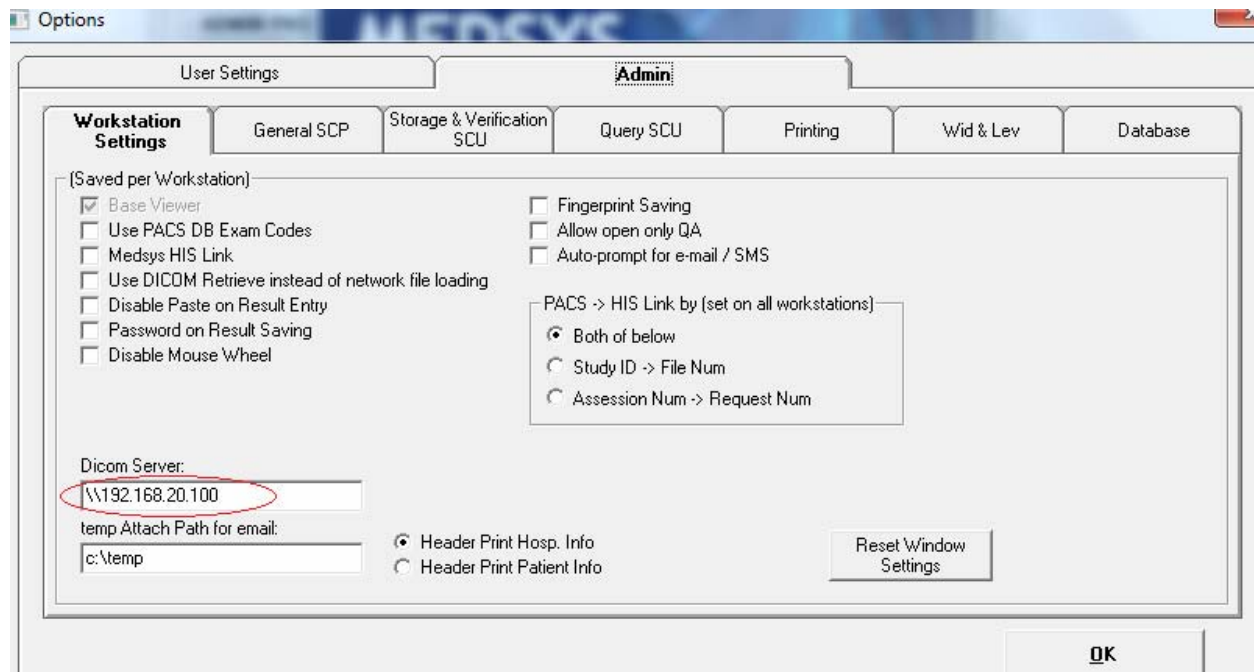 Options
MEDSYS
User Settings
Admin
Workstation
Settings
General SCP
Storage & Verification
SCU
Query SCU
Printing
Wid & Lev
Database
(Saved per Workstation)
Base Viewer
Use PACS DB Exam Codes
Medsys HIS Link
Use DICOM Retrieve instead of network file loading
Disable Paste on Result Entry
Password on Result Saving
Disable Mouse Wheel
Fingerprint Saving
Allow open only QA
Auto-prompt for e-mail / SMS
PACS -> HIS Link by (set on all workstations)
Both of below
Study ID -> File Num
Assession Num -> Request Num
Dicom Server:
\\192.168.20.100
temp Attach Path for email:
c:\temp
Header Print Hosp. Info
Header Print Patient Info
Reset Window
Settings
OK